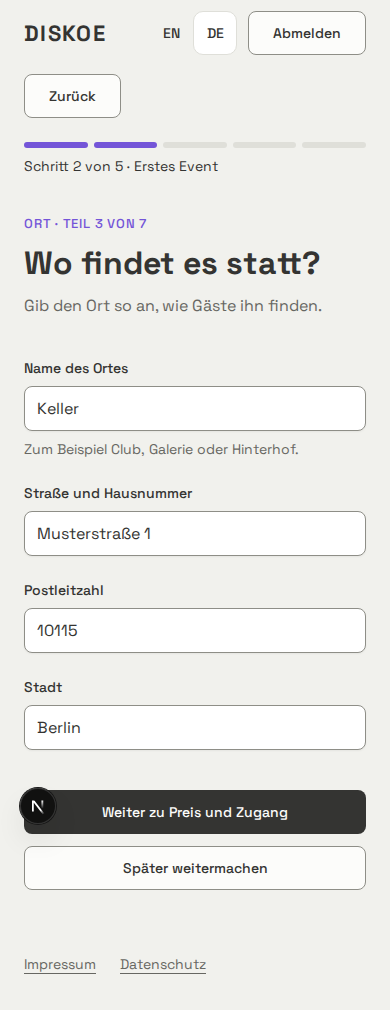 DISKOE
EN DE Abmelden
Zurück
Schritt 2 von 5 · Erstes Event
ORT · TEIL 3 VON 7
Wo findet es statt?
Gib den Ort so an, wie Gäste ihn finden.
Name des Ortes
Keller
Zum Beispiel Club, Galerie oder Hinterhof.
Straße und Hausnummer
Musterstraße 1
Postleitzahl
10115
Stadt
Berlin
N
Weiter zu Preis und Zugang
Später weitermachen
Impressum Datenschutz